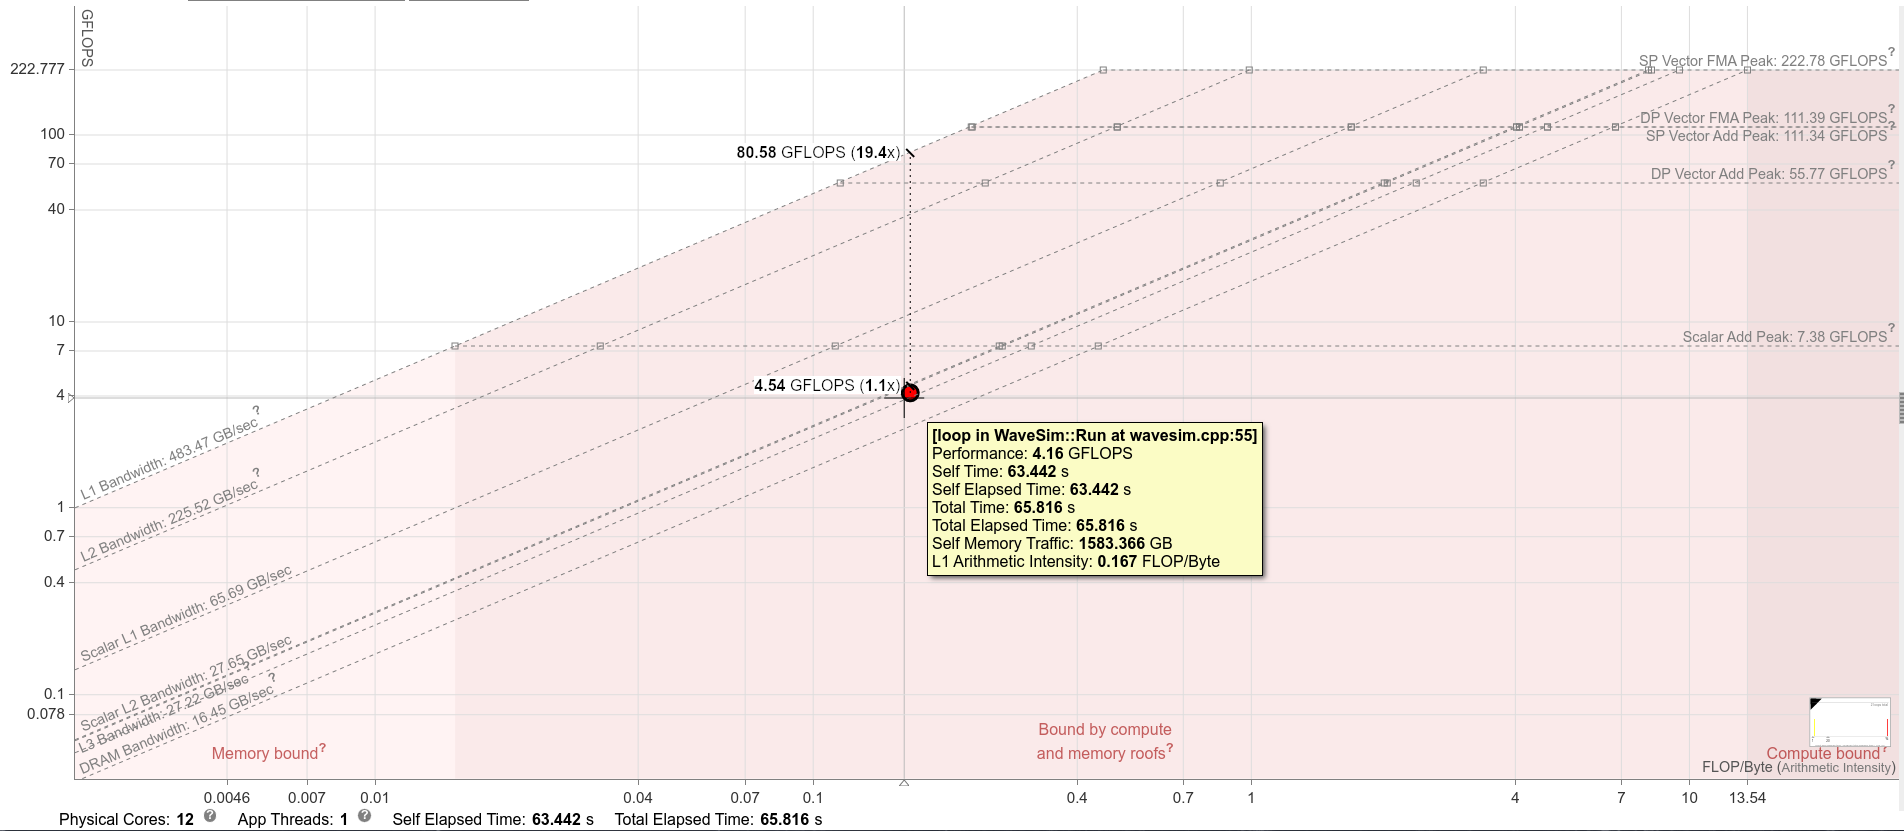 GFLOPS
222.777
100
70
40
10
7
4
1
0.7
0.4
0.1
0.078
SP Vector FMA Peak: 222.78 GFLOPS?
DP Vector FMA Peak: 111.39 GFLOPS?
SP Vector Add Peak: 111.34 GFLOPS?
DP Vector Add Peak: 55.77 GFLOPS?
Scalar Add Peak: 7.38 GFLOPS?
80.58 GFLOPS (19.4x)
4.54 GFLOPS (1.1x)
L1 Bandwidth: 483.47 GB/sec?
L2 Bandwidth: 225.52 GB/sec?
Scalar L1 Bandwidth: 65.69 GB/sec
Scalar L2 Bandwidth: 27.65 GB/sec
L3 Bandwidth: 27.22 GB/sec?
DRAM Bandwidth: 16.45 GB/sec?
[loop in WaveSim::Run at wavesim.cpp:55]
Performance: 4.16 GFLOPS
Self Time: 63.442 s
Self Elapsed Time: 63.442 s
Total Time: 65.816 s
Total Elapsed Time: 65.816 s
Self Memory Traffic: 1583.366 GB
L1 Arithmetic Intensity: 0.167 FLOP/Byte
Memory bound?
Bound by compute
and memory roofs?
Compute bound?
FLOP/Byte (Arithmetic Intensity)
0.0046 0.007 0.01 0.04 0.07 0.1 0.4 0.7 1 4 7 10 13.54
Physical Cores: 12 ? App Threads: 1 ? Self Elapsed Time: 63.442 s Total Elapsed Time: 65.816 s